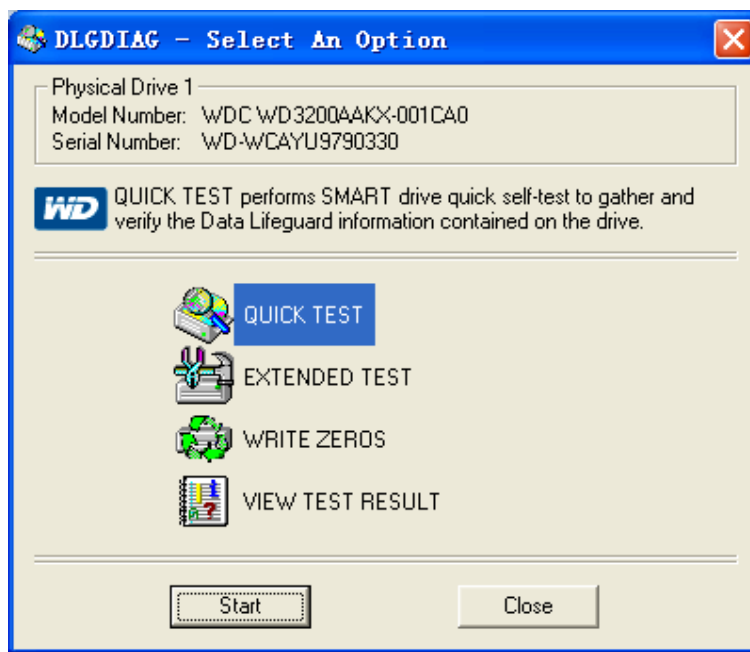 DLGDIAG - Select An Option
Physical Drive 1
Model Number: WDC WD3200AAKX-001CA0
Serial Number: WD-WCAYU9790330
WD
QUICK TEST performs SMART drive quick self-test to gather and
verify the Data Lifeguard information contained on the drive.
QUICK TEST
EXTENDED TEST
WRITE ZEROS
VIEW TEST RESULT
Start
Close